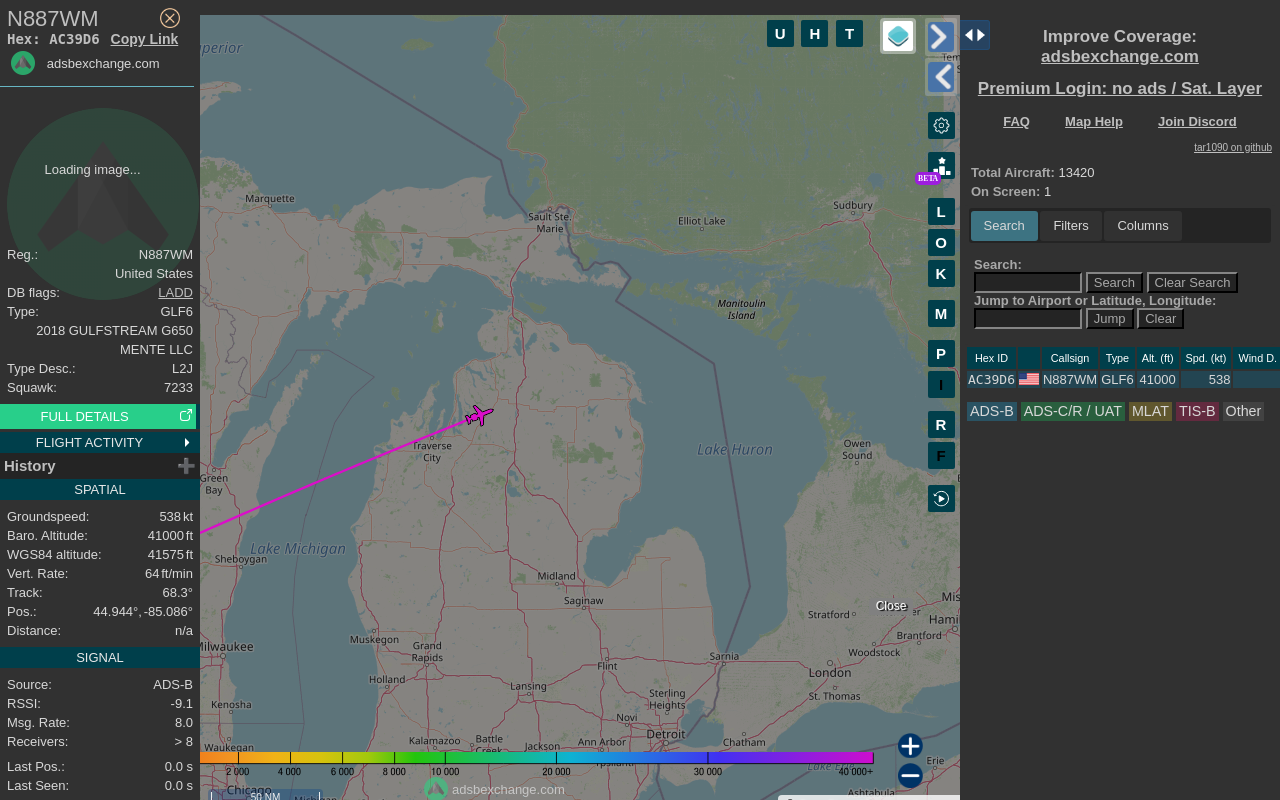 N887WM
Hex: AC39D6 Copy Link
adsbexchange.com
Loading image...
Reg.: N887WM
United States
DB flags: LADD
Type: GLF6
2018 GULFSTREAM G650
MENTE LLC
Type Desc.: L2J
Squawk: 7233
FULL DETAILS
FLIGHT ACTIVITY
History
SPATIAL
Groundspeed: 538 kt
Baro. Altitude: 41000 ft
WGS84 altitude: 41575 ft
Vert. Rate: 64 ft/min
Track: 68.3°
Pos.: 44.944°, -85.086°
Distance: n/a
SIGNAL
Source: ADS-B
RSSI: -9.1
Msg. Rate: 8.0
Receivers: > 8
Last Pos.: 0.0 s
Last Seen: 0.0 s
perior
Marquette
Sault Ste.
Marie
Elliot Lake
Sudbury
Manitoulin
Island
Traverse
City
Green
Bay
Lake Huron
Owen
Sound
Lake Michigan
Sheboygan
Midland
Saginaw
Stratford
Brantford
Hami
Mis
Woodstock
Muskegon
Milwaukee
Grand
Rapids
Holland
Flint
Sarnia
London
St. Thomas
Lansing
Sterling
Heights
Kenosha
Novi
Detroit
Waukegan
Kalamazoo
Battle
Creek
Jackson
Ann Arbor
Ypsilanti
Chatham
Lake Erie
Erie
Ashtabula
Chicago
2 000
4 000
6 000
8 000
10 000
20 000
30 000
40 000+
50 NM
adsbexchange.com
Close
U H T
BETA
L
O
K
M
P
I
R
F
Improve Coverage:
adsbexchange.com
Premium Login: no ads / Sat. Layer
FAQ Map Help Join Discord
tar1090 on github
Total Aircraft: 13420
On Screen: 1
Search Filters Columns
Search:
Search Clear Search
Jump to Airport or Latitude, Longitude:
Jump Clear
Hex ID Callsign Type Alt. (ft) Spd. (kt) Wind D.
AC39D6 N887WM GLF6 41000 538
ADS-B ADS-C/R / UAT MLAT TIS-B Other